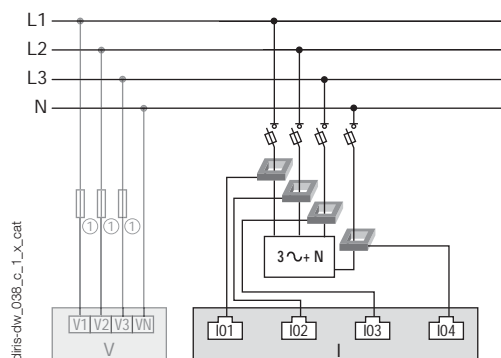 L1
L2
L3
N
① ① ①
3∿+ N
V1 V2 V3 VN
V
I01 I02 I03 I04
I
diris-dw_038_c_1_x_cat